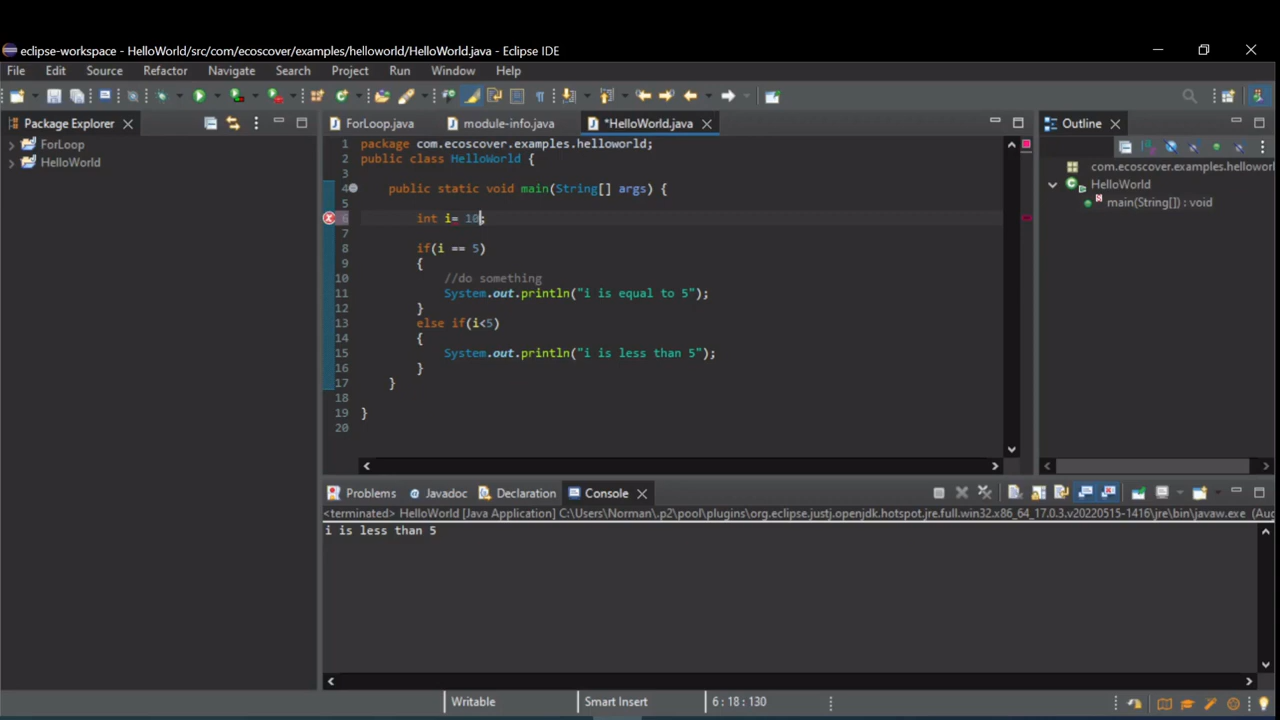 eclipse-workspace - HelloWorld/src/com/ecoscover/examples/helloworld/HelloWorld.java - Eclipse IDE
File Edit Source Refactor Navigate Search Project Run Window Help
Package Explorer
ForLoop.java module-info.java *HelloWorld.java
Outline
ForLoop
HelloWorld
1 package com.ecoscover.examples.helloworld;
2 public class HelloWorld {
3
4 public static void main(String[] args) {
5
6 int i= 10;
7
8 if(i == 5)
9 {
10 //do something
11 System.out.println("i is equal to 5");
12 }
13 else if(i<5)
14 {
15 System.out.println("i is less than 5");
16 }
17 }
18
19 }
20
com.ecoscover.examples.hellowor
HelloWorld
main(String[]) : void
Problems Javadoc Declaration Console
<terminated> HelloWorld [Java Application] C:\Users\Norman\.p2\pool\plugins\org.eclipse.justj.openjdk.hotspot.jre.full.win32.x86_64_17.0.3.v20220515-1416\jre\bin\javaw.exe (Aug
i is less than 5
Writable Smart Insert 6 : 18 : 130